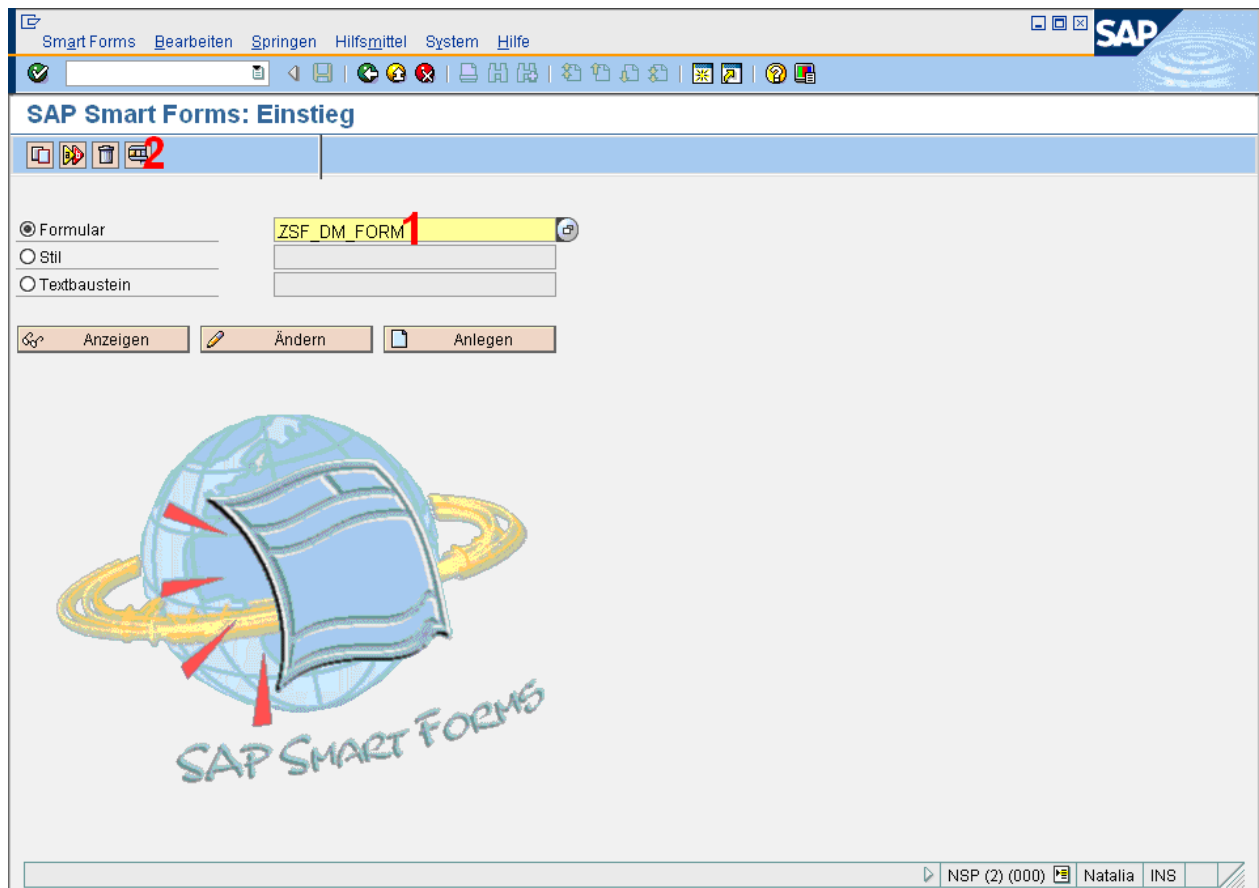 Smart Forms Bearbeiten Springen Hilfsmittel System Hilfe
SAP
SAP Smart Forms: Einstieg
2
Formular ZSF_DM_FORM 1
Stil
Textbaustein
Anzeigen Ändern Anlegen
SAP SMART FORMS
NSP (2) (000) Natalia INS